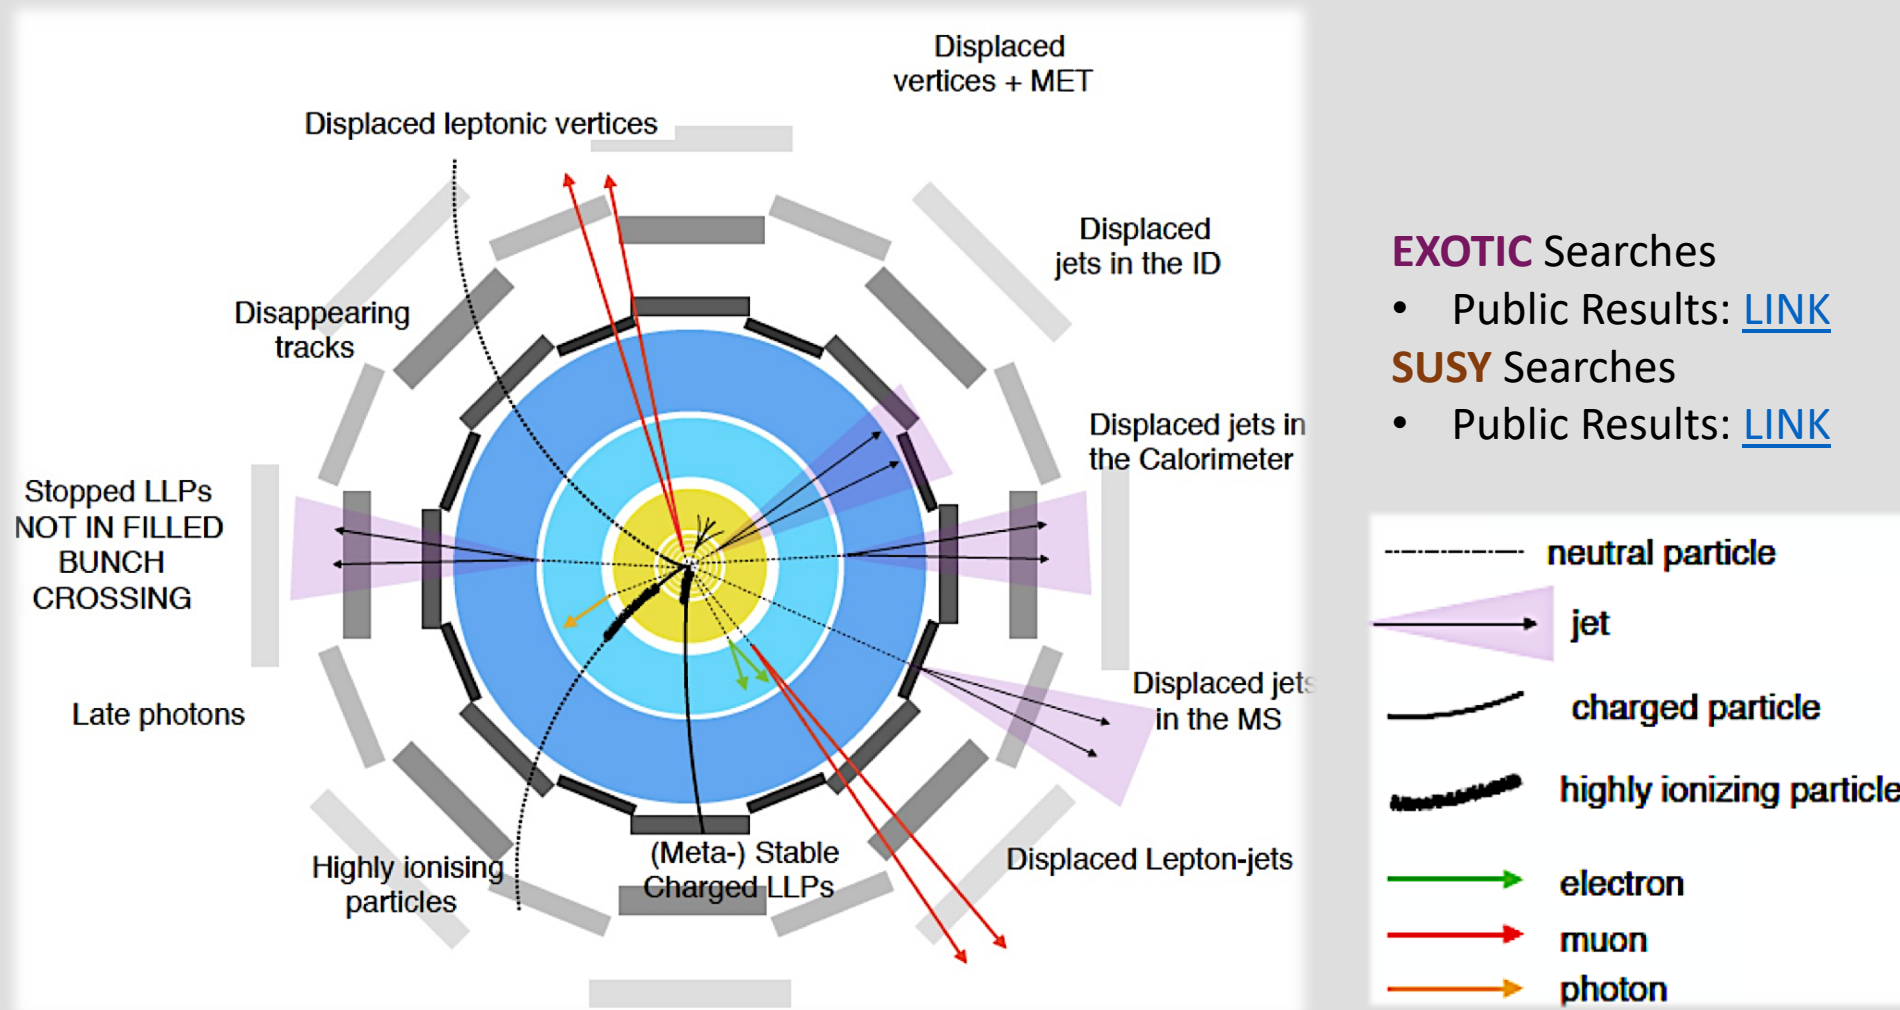 Displaced
vertices + MET
Displaced leptonic vertices
Displaced
jets in the ID
Disappearing
tracks
Displaced jets in
the Calorimeter
Stopped LLPs
NOT IN FILLED
BUNCH
CROSSING
Late photons
Displaced jets
in the MS
Highly ionising
particles
(Meta-) Stable
Charged LLPs
Displaced Lepton-jets
EXOTIC Searches
• Public Results: LINK
SUSY Searches
• Public Results: LINK
neutral particle
jet
charged particle
highly ionizing particle
electron
muon
photon